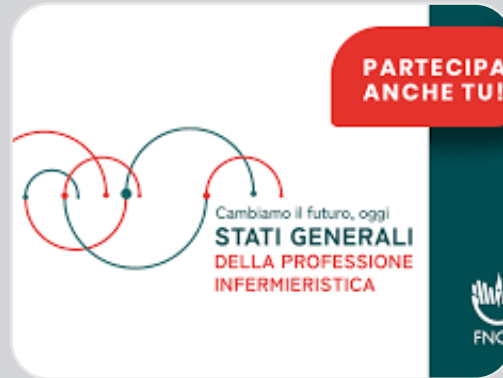 PARTECIPA
ANCHE TU!
Cambiamo il futuro, oggi
STATI GENERALI
DELLA PROFESSIONE
INFERMIERISTICA